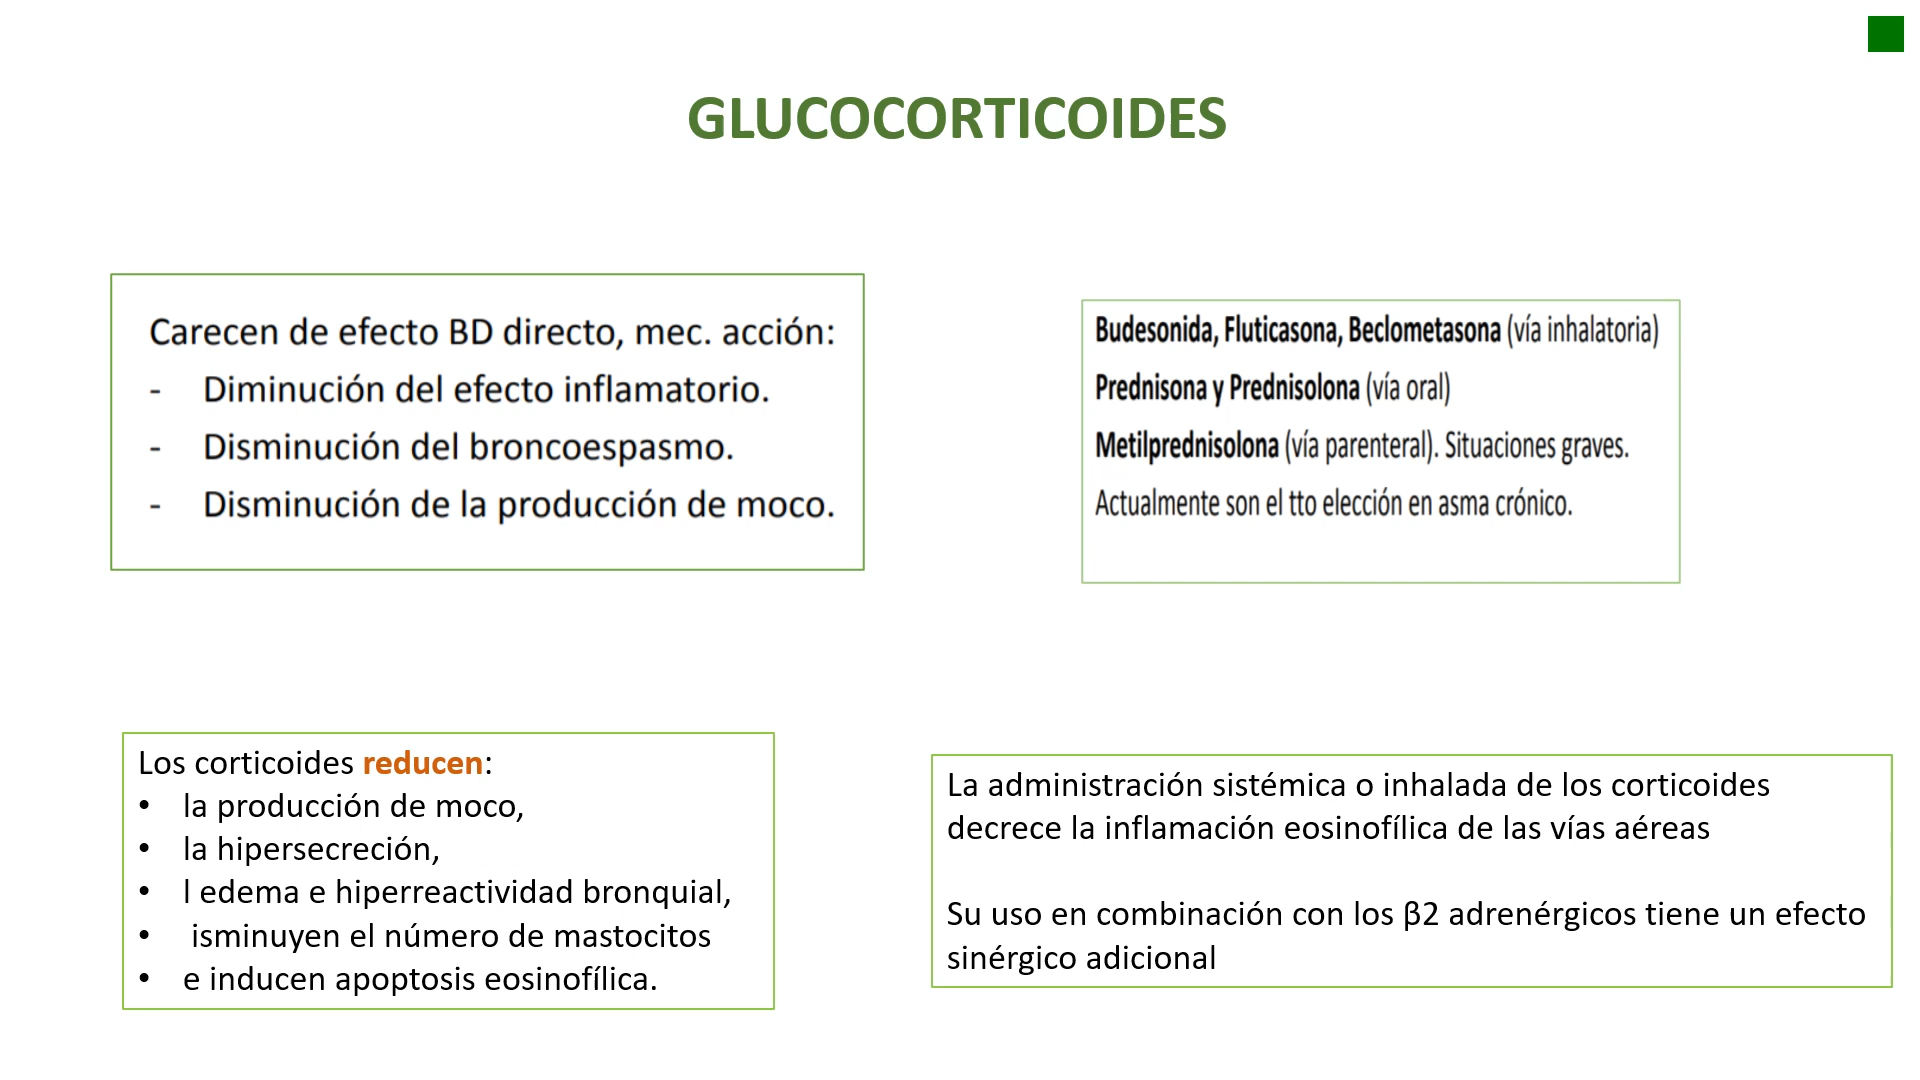 GLUCOCORTICOIDES
Carecen de efecto BD directo, mec. acción:
- Diminución del efecto inflamatorio.
- Disminución del broncoespasmo.
- Disminución de la producción de moco.
Budesonida, Fluticasona, Beclometasona (vía inhalatoria)
Prednisona y Prednisolona (vía oral)
Metilprednisolona (vía parenteral). Situaciones graves.
Actualmente son el tto elección en asma crónico.
Los corticoides reducen:
• la producción de moco,
• la hipersecreción,
• l edema e hiperreactividad bronquial,
• isminuyen el número de mastocitos
• e inducen apoptosis eosinofílica.
La administración sistémica o inhalada de los corticoides
decrece la inflamación eosinofílica de las vías aéreas
Su uso en combinación con los β2 adrenérgicos tiene un efecto
sinérgico adicional